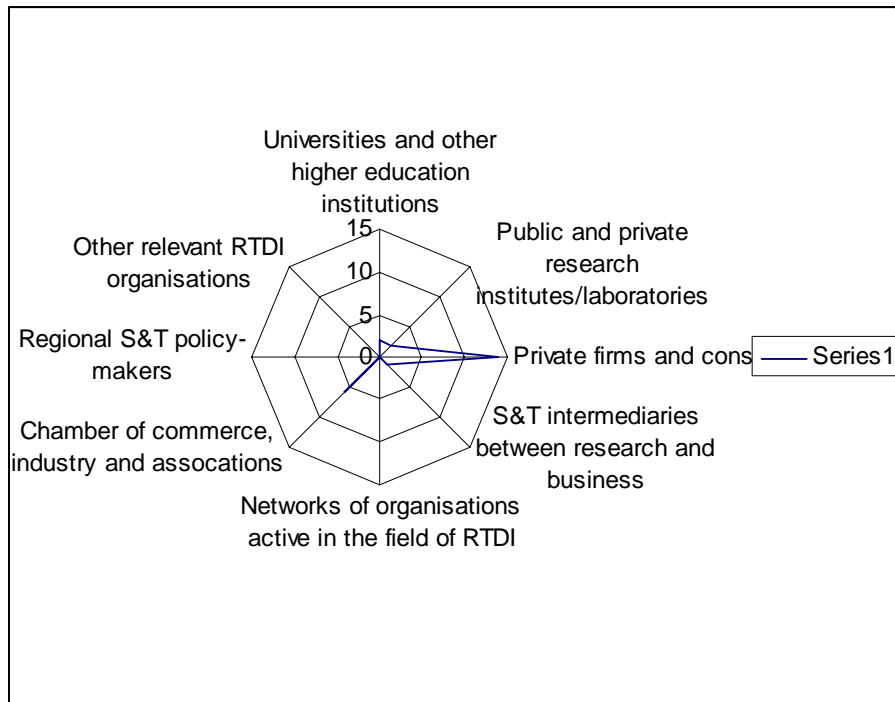 Universities and other
higher education
institutions
15
10
5
0
Public and private
research
institutes/laboratories
Private firms and cons
Series1
S&T intermediaries
between research and
business
Networks of organisations
active in the field of RTDI
Chamber of commerce,
industry and assocations
Regional S&T policy-
makers
Other relevant RTDI
organisations